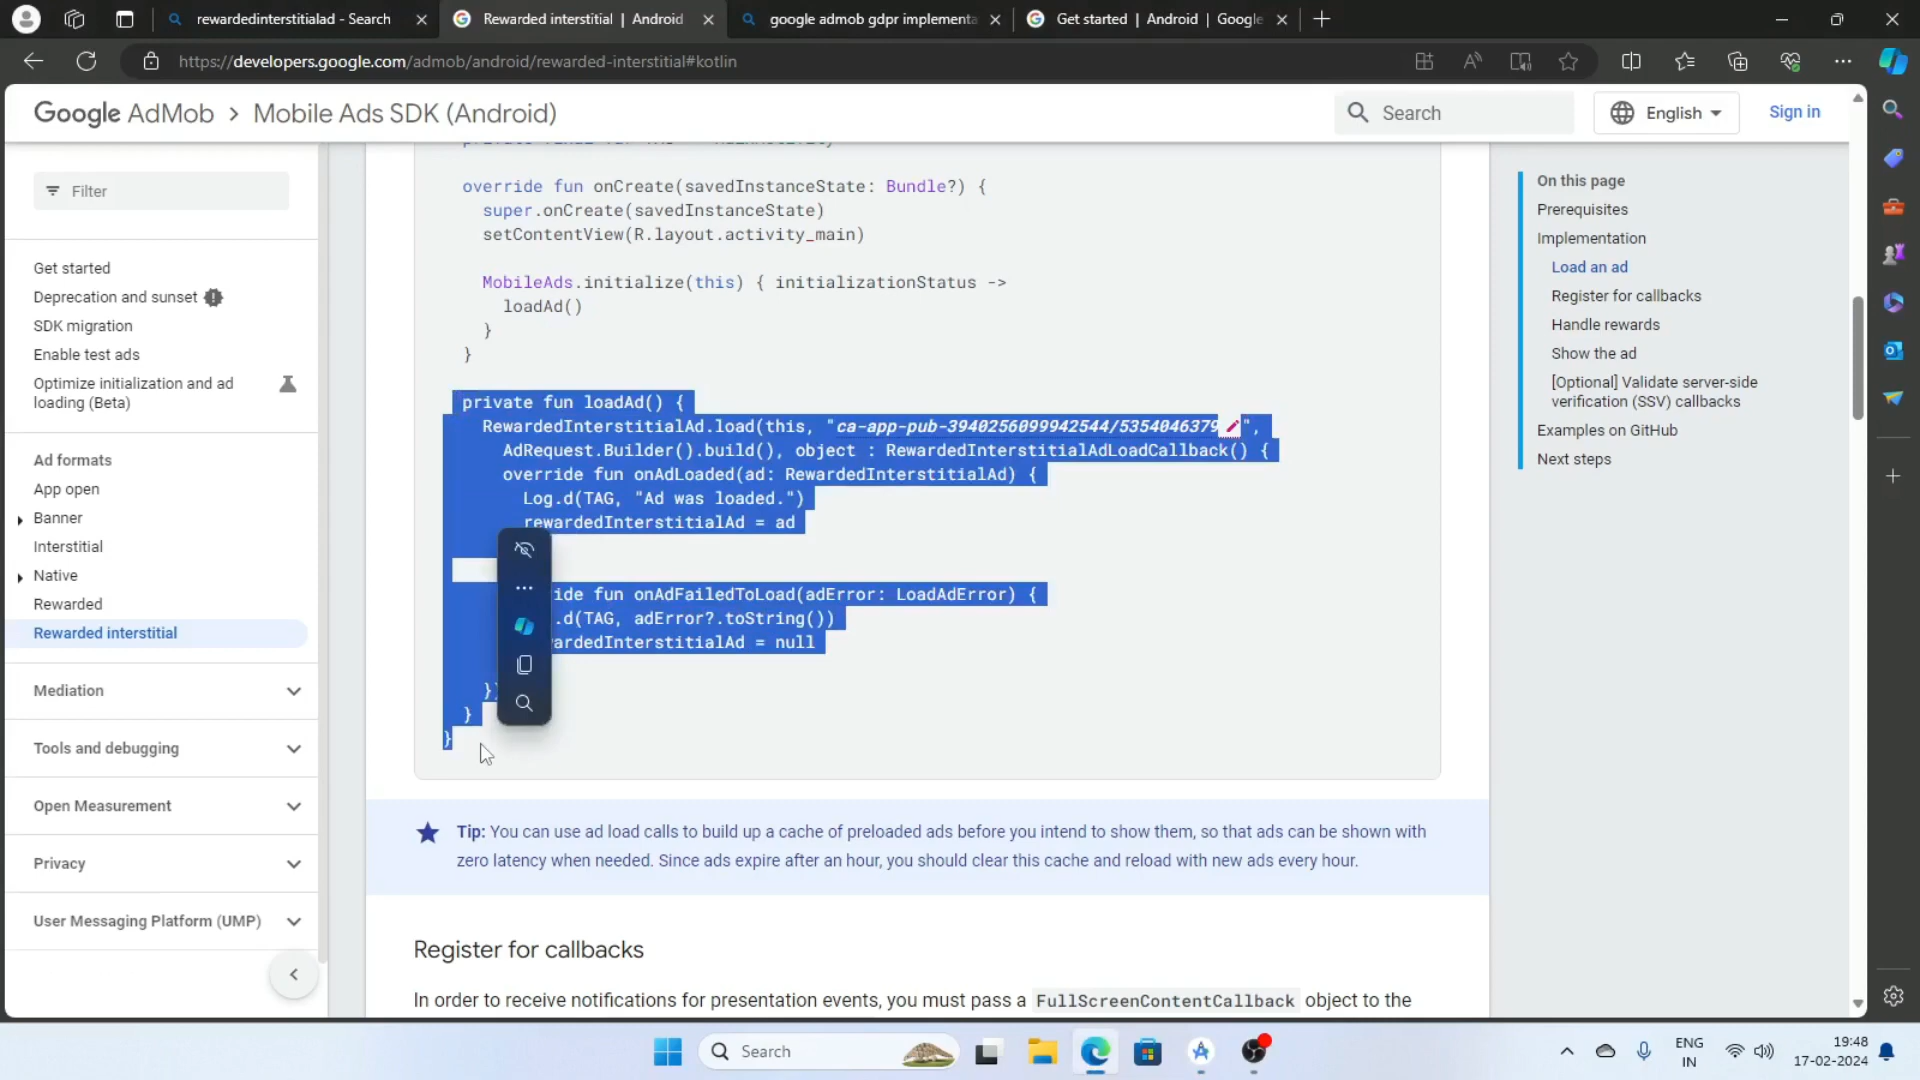 rewardedinterstitialad - Search
Rewarded interstitial | Android
google admob gdpr implementa
Get started | Android | Google
https://developers.google.com/admob/android/rewarded-interstitial#kotlin
Google AdMob > Mobile Ads SDK (Android)
Search
English
Sign in
Filter
Get started
Deprecation and sunset
SDK migration
Enable test ads
Optimize initialization and ad
loading (Beta)
Ad formats
App open
Banner
Interstitial
Native
Rewarded
Rewarded interstitial
Mediation
Tools and debugging
Open Measurement
Privacy
User Messaging Platform (UMP)
override fun onCreate(savedInstanceState: Bundle?) {
super.onCreate(savedInstanceState)
setContentView(R.layout.activity_main)
MobileAds.initialize(this) { initializationStatus ->
loadAd()
}
}
private fun loadAd() {
RewardedInterstitialAd.load(this, "ca-app-pub-3940256099942544/5354046379",
AdRequest.Builder().build(), object : RewardedInterstitialAdLoadCallback() {
override fun onAdLoaded(ad: RewardedInterstitialAd) {
Log.d(TAG, "Ad was loaded.")
rewardedInterstitialAd = ad
ide fun onAdFailedToLoad(adError: LoadAdError) {
.d(TAG, adError?.toString())
wardedInterstitialAd = null
})
}
}
Tip: You can use ad load calls to build up a cache of preloaded ads before you intend to show them, so that ads can be shown with
zero latency when needed. Since ads expire after an hour, you should clear this cache and reload with new ads every hour.
Register for callbacks
In order to receive notifications for presentation events, you must pass a FullScreenContentCallback object to the
On this page
Prerequisites
Implementation
Load an ad
Register for callbacks
Handle rewards
Show the ad
[Optional] Validate server-side
verification (SSV) callbacks
Examples on GitHub
Next steps
Search
ENG
IN
19:48
17-02-2024